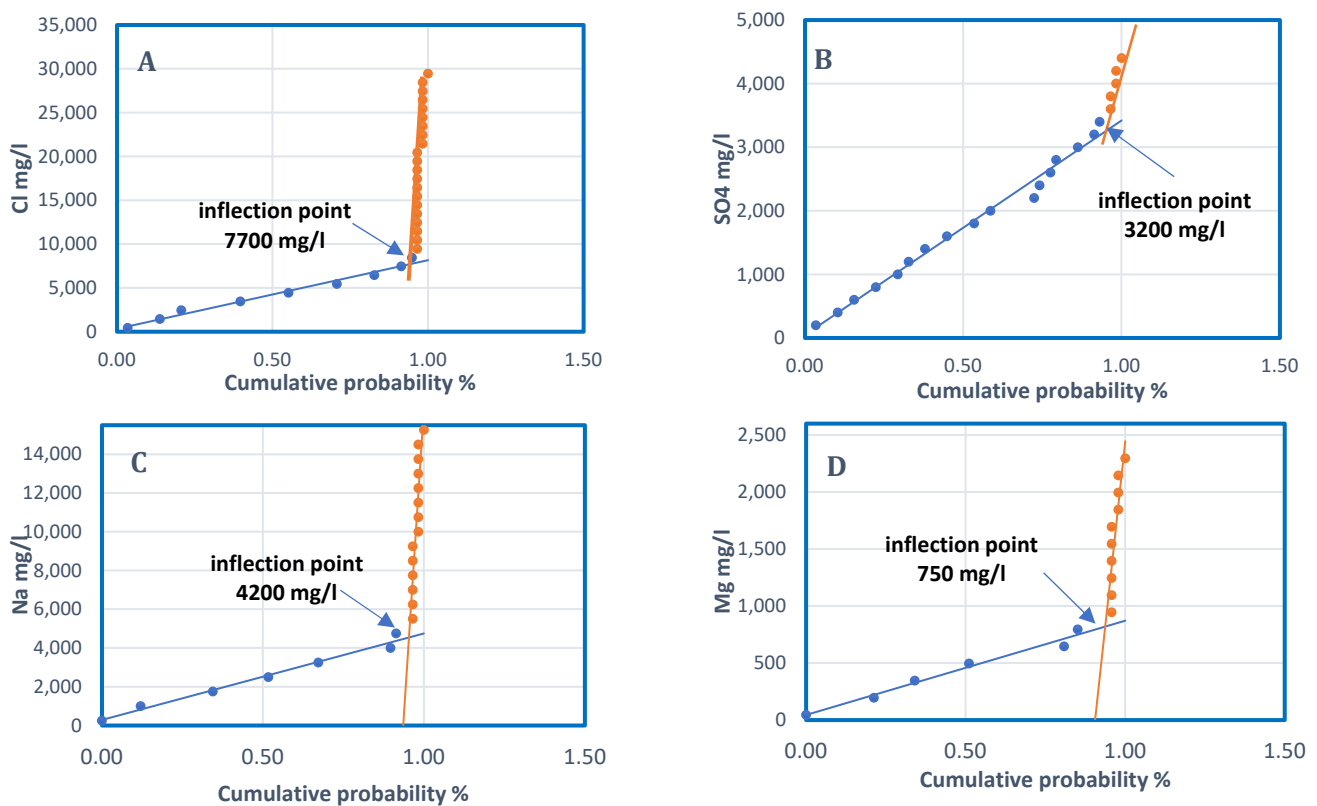 35,000
30,000
25,000
20,000
15,000
10,000
5,000
0
Cl mg/l
A
inflection point
7700 mg/l
0.00 0.50 1.00 1.50
Cumulative probability %
5,000
4,000
3,000
2,000
1,000
0
SO4 mg/l
B
inflection point
3200 mg/l
0.00 0.50 1.00 1.50
Cumulative probability %
14,000
12,000
10,000
8,000
6,000
4,000
2,000
0
Na mg/L
C
inflection point
4200 mg/l
0.00 0.50 1.00 1.50
Cumulative probability %
2,500
2,000
1,500
1,000
500
0
Mg mg/l
D
inflection point
750 mg/l
0.00 0.50 1.00 1.50
Cumulative probability %